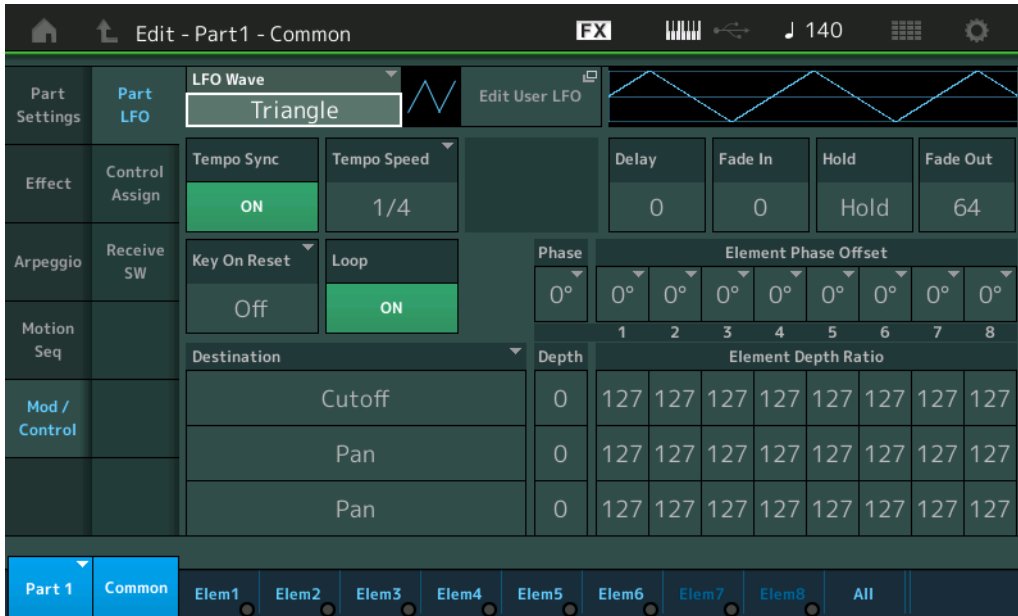 Edit - Part1 - Common
FX
♩ 140
Part
Settings
Effect
Arpeggio
Motion
Seq
Mod /
Control
Part
LFO
Control
Assign
Receive
SW
LFO Wave
Triangle
Edit User LFO
Tempo Sync
ON
Tempo Speed
1/4
Delay
0
Fade In
0
Hold
Hold
Fade Out
64
Key On Reset
Off
Loop
ON
Phase
0°
Element Phase Offset
0° 0° 0° 0° 0° 0° 0° 0°
1 2 3 4 5 6 7 8
Destination Depth Element Depth Ratio
Cutoff 0 127 127 127 127 127 127 127 127
Pan 0 127 127 127 127 127 127 127 127
Pan 0 127 127 127 127 127 127 127 127
Part 1 Common Elem1 Elem2 Elem3 Elem4 Elem5 Elem6 Elem7 Elem8 All